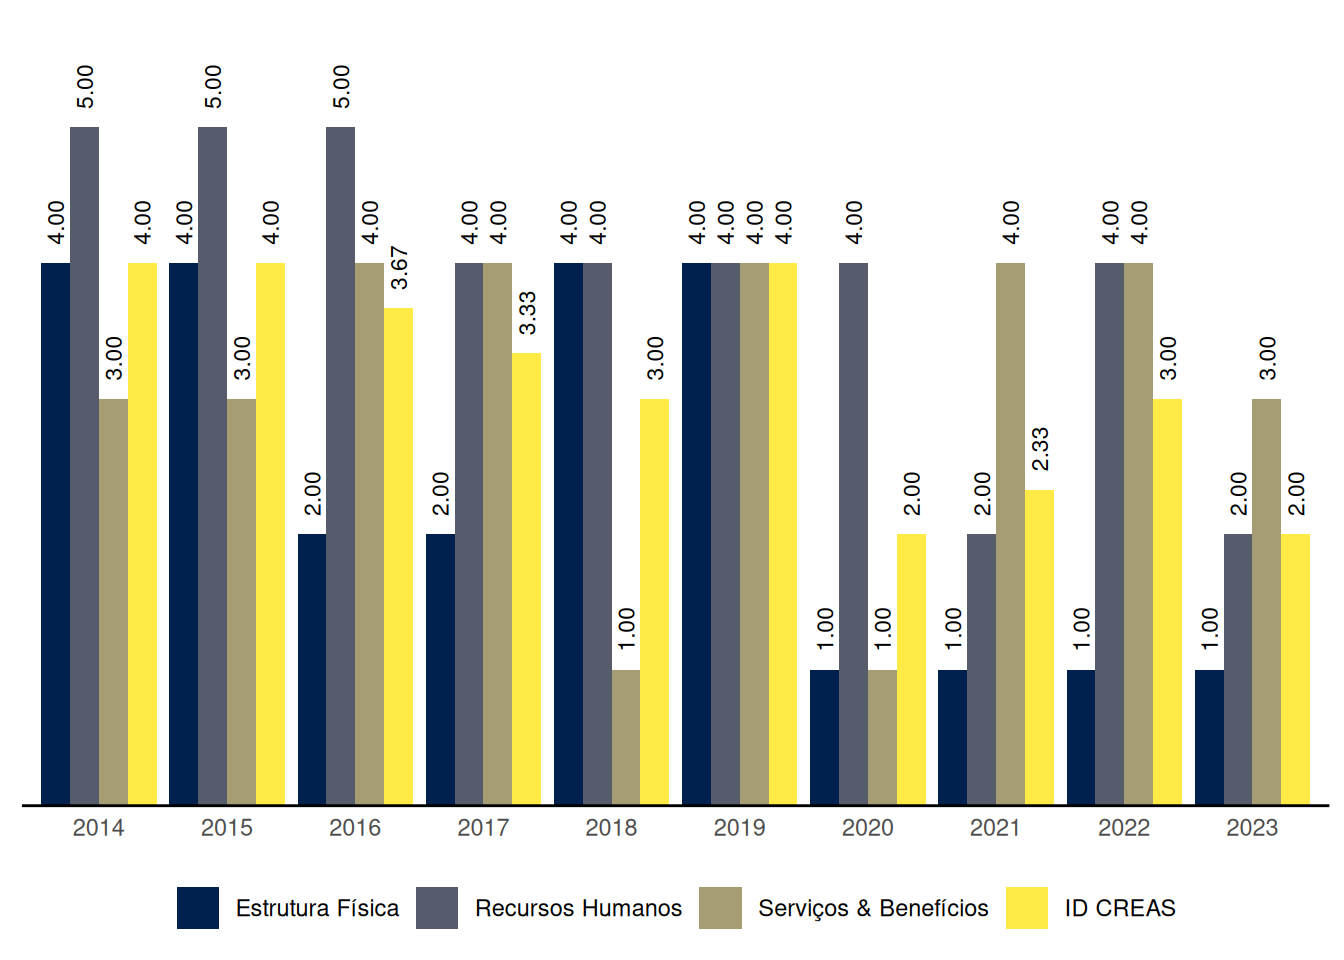 5.00 5.00 5.00
4.00 4.00 4.00 4.00 4.00 4.00 4.00 4.00 4.00 4.00 4.00 4.00 4.00 4.00 4.00 4.00 4.00 4.00
3.67
3.33
3.00 3.00 3.00 3.00 3.00
2.33
2.00 2.00 2.00 2.00 2.00 2.00
1.00 1.00 1.00 1.00 1.00 1.00
2014 2015 2016 2017 2018 2019 2020 2021 2022 2023
Estrutura Física Recursos Humanos Serviços & Benefícios ID CREAS